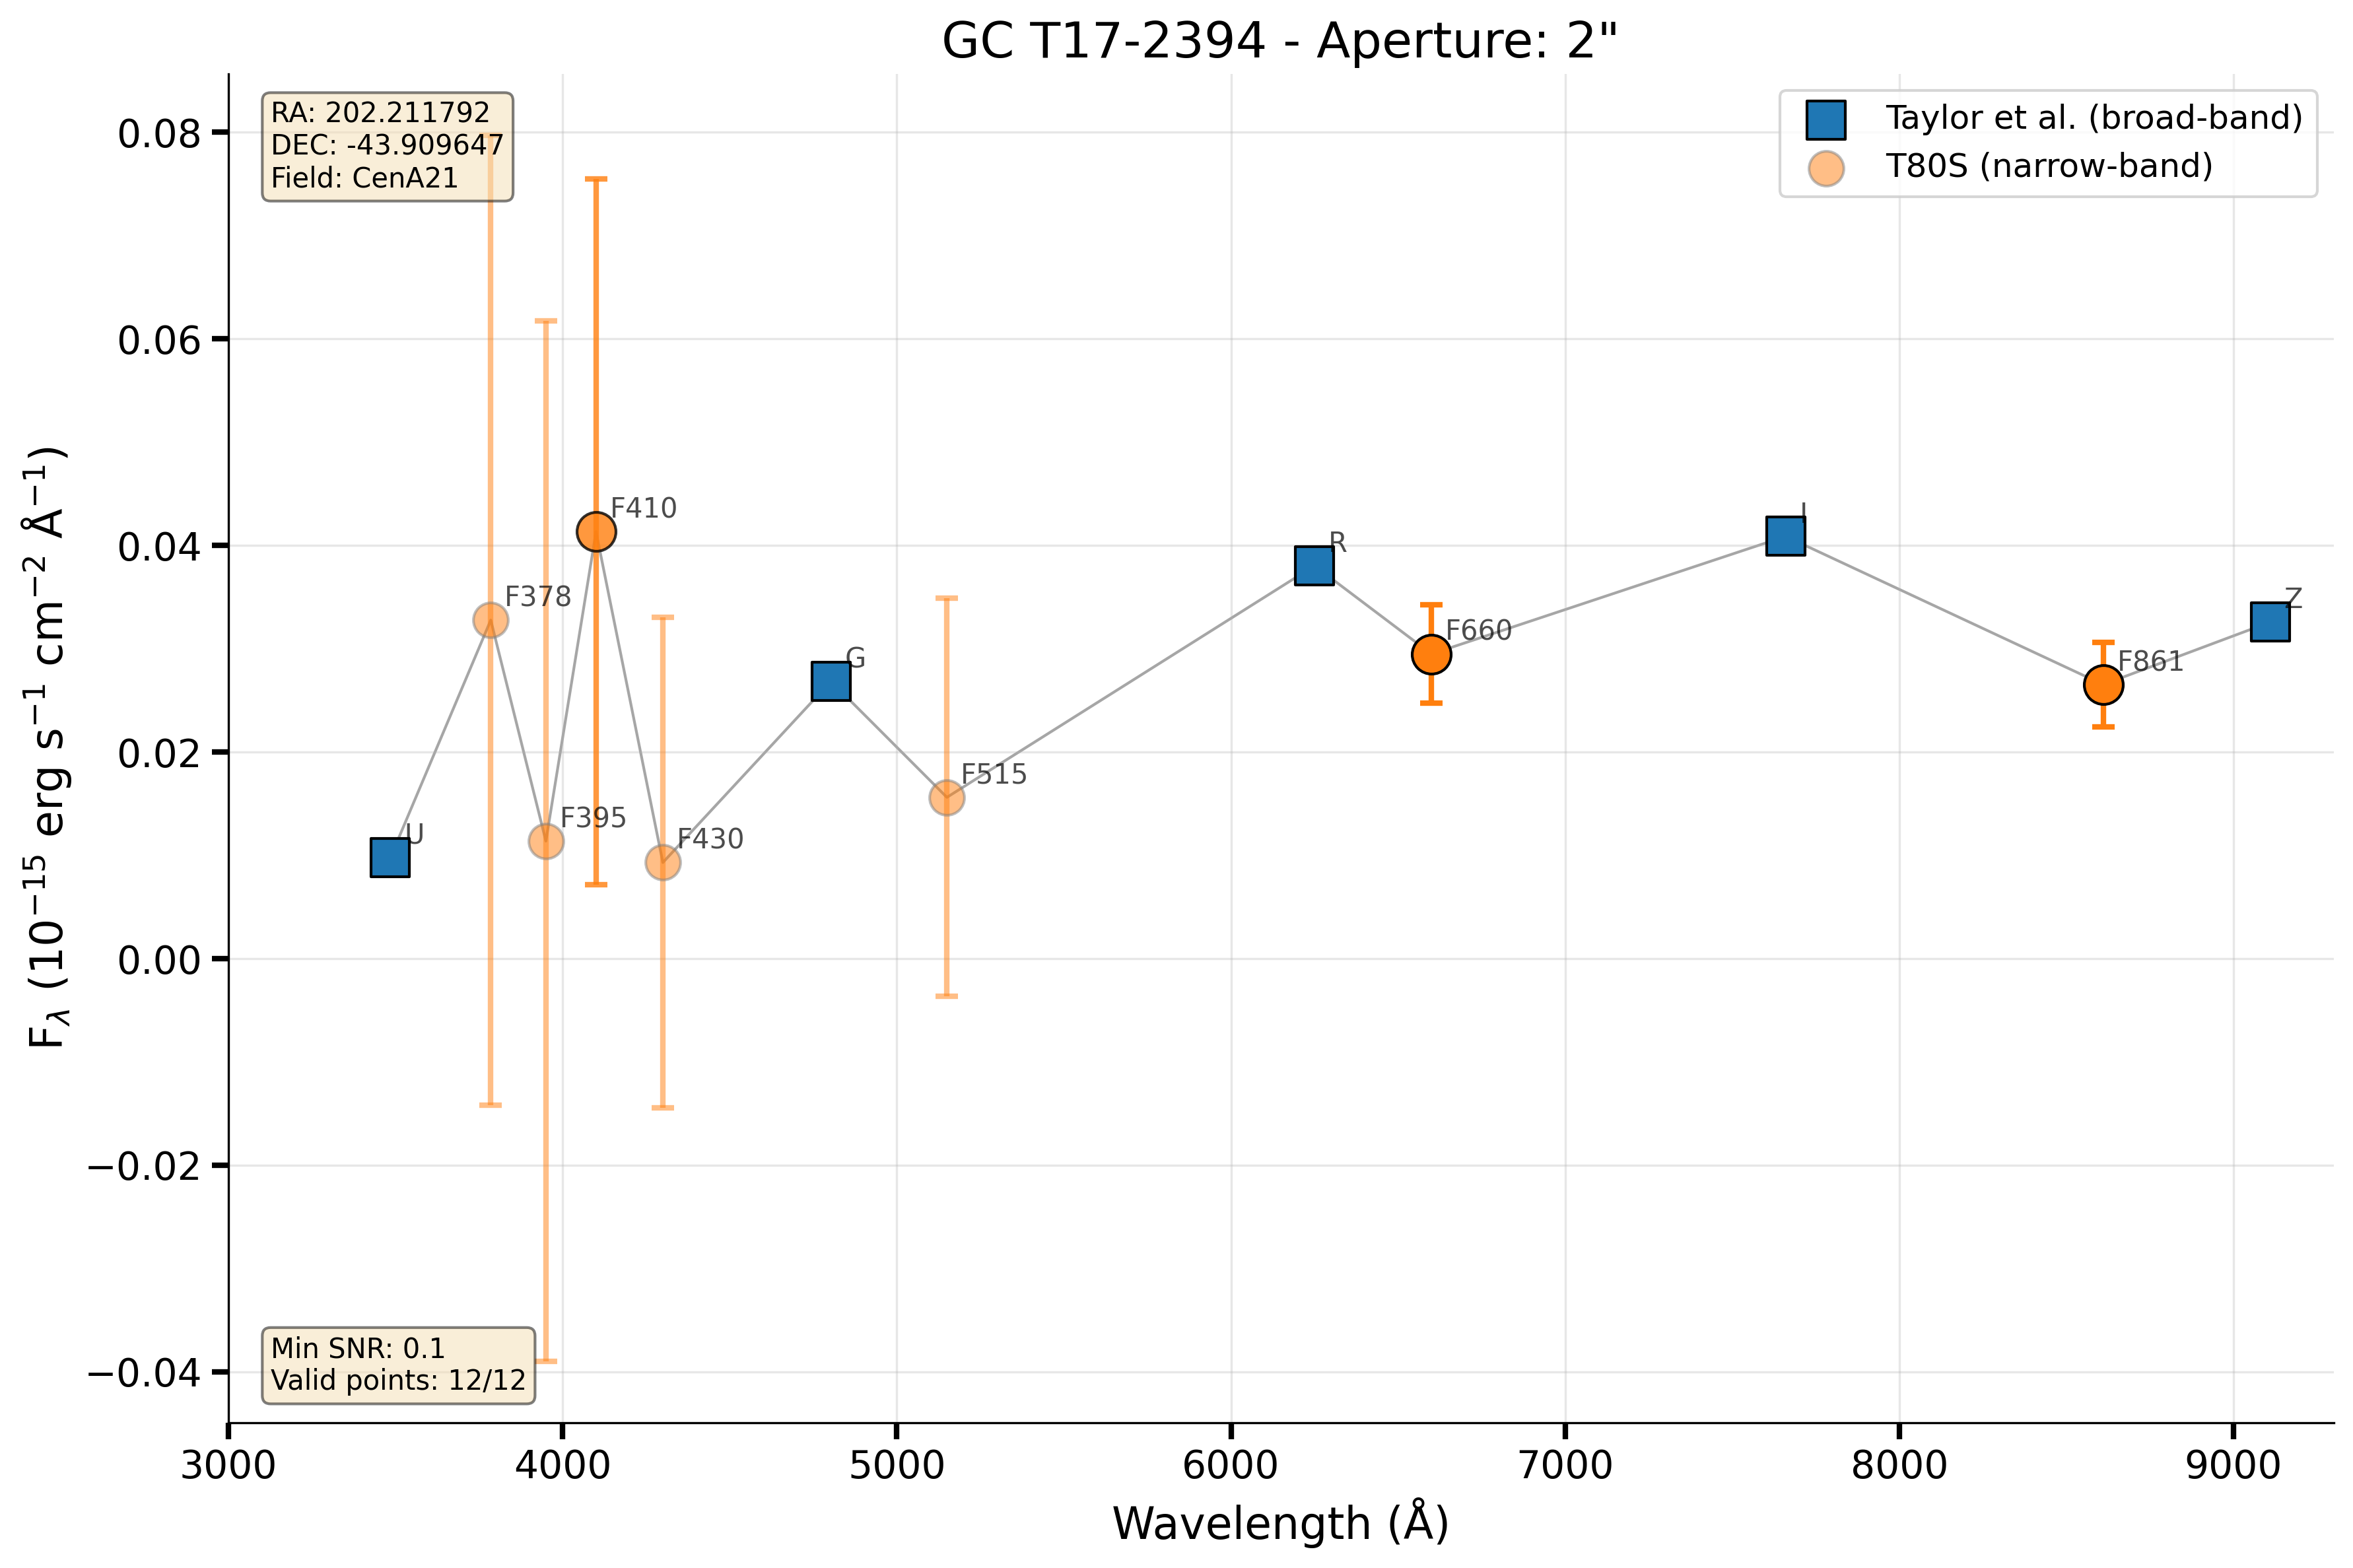 GC T17-2394 - Aperture: 2"
RA: 202.211792
DEC: -43.909647
Field: CenA21
Taylor et al. (broad-band)
T80S (narrow-band)
0.08
0.06
0.04
0.02
0.00
−0.02
−0.04
F$_{λ}$ (10$^{−15}$ erg s$^{−1}$ cm$^{−2}$ Å$^{−1}$)
U
F378
F395
F410
F430
G
F515
R
F660
I
F861
Z
Min SNR: 0.1
Valid points: 12/12
3000 4000 5000 6000 7000 8000 9000
Wavelength (Å)